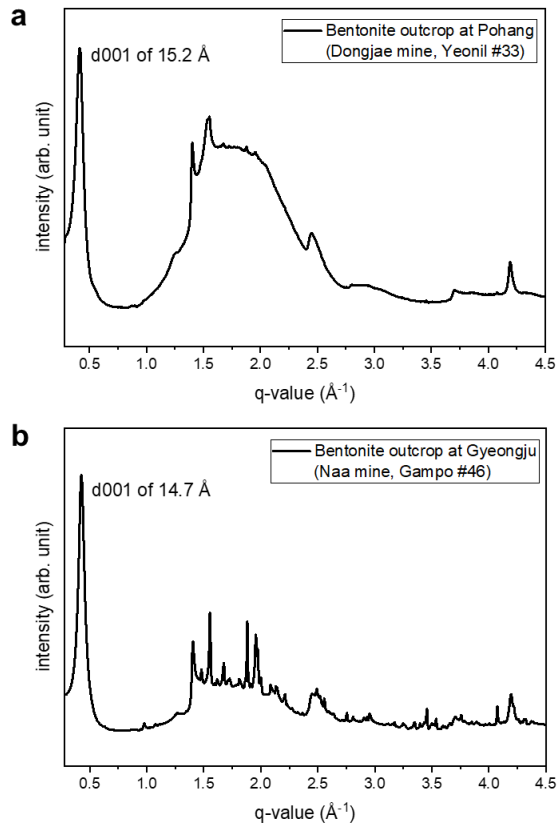 a
Bentonite outcrop at Pohang
(Dongjae mine, Yeonil #33)
d001 of 15.2 Å
intensity (arb. unit)
0.5 1.0 1.5 2.0 2.5 3.0 3.5 4.0 4.5
q-value (Å⁻¹)
b
Bentonite outcrop at Gyeongju
(Naa mine, Gampo #46)
d001 of 14.7 Å
intensity (arb. unit)
0.5 1.0 1.5 2.0 2.5 3.0 3.5 4.0 4.5
q-value (Å⁻¹)